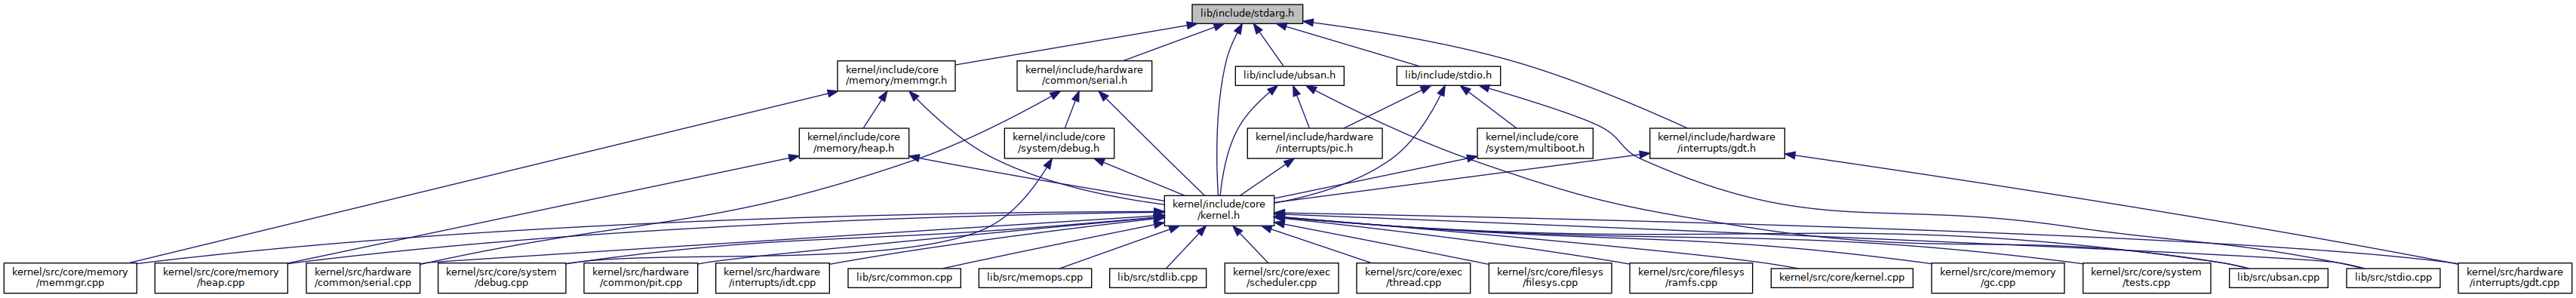 lib/include/stdarg.h
kernel/include/core
/memory/memmgr.h
kernel/include/hardware
/common/serial.h
lib/include/ubsan.h
lib/include/stdio.h
kernel/include/core
/memory/heap.h
kernel/include/core
/system/debug.h
kernel/include/hardware
/interrupts/pic.h
kernel/include/core
/system/multiboot.h
kernel/include/hardware
/interrupts/gdt.h
kernel/include/core
/kernel.h
kernel/src/core/memory
/memmgr.cpp
kernel/src/core/memory
/heap.cpp
kernel/src/hardware
/common/serial.cpp
kernel/src/core/system
/debug.cpp
kernel/src/hardware
/common/pit.cpp
kernel/src/hardware
/interrupts/idt.cpp
lib/src/common.cpp
lib/src/memops.cpp
lib/src/stdlib.cpp
kernel/src/core/exec
/scheduler.cpp
kernel/src/core/exec
/thread.cpp
kernel/src/core/filesys
/filesys.cpp
kernel/src/core/filesys
/ramfs.cpp
kernel/src/core/kernel.cpp
kernel/src/core/memory
/gc.cpp
kernel/src/core/system
/tests.cpp
lib/src/ubsan.cpp
lib/src/stdio.cpp
kernel/src/hardware
/interrupts/gdt.cpp